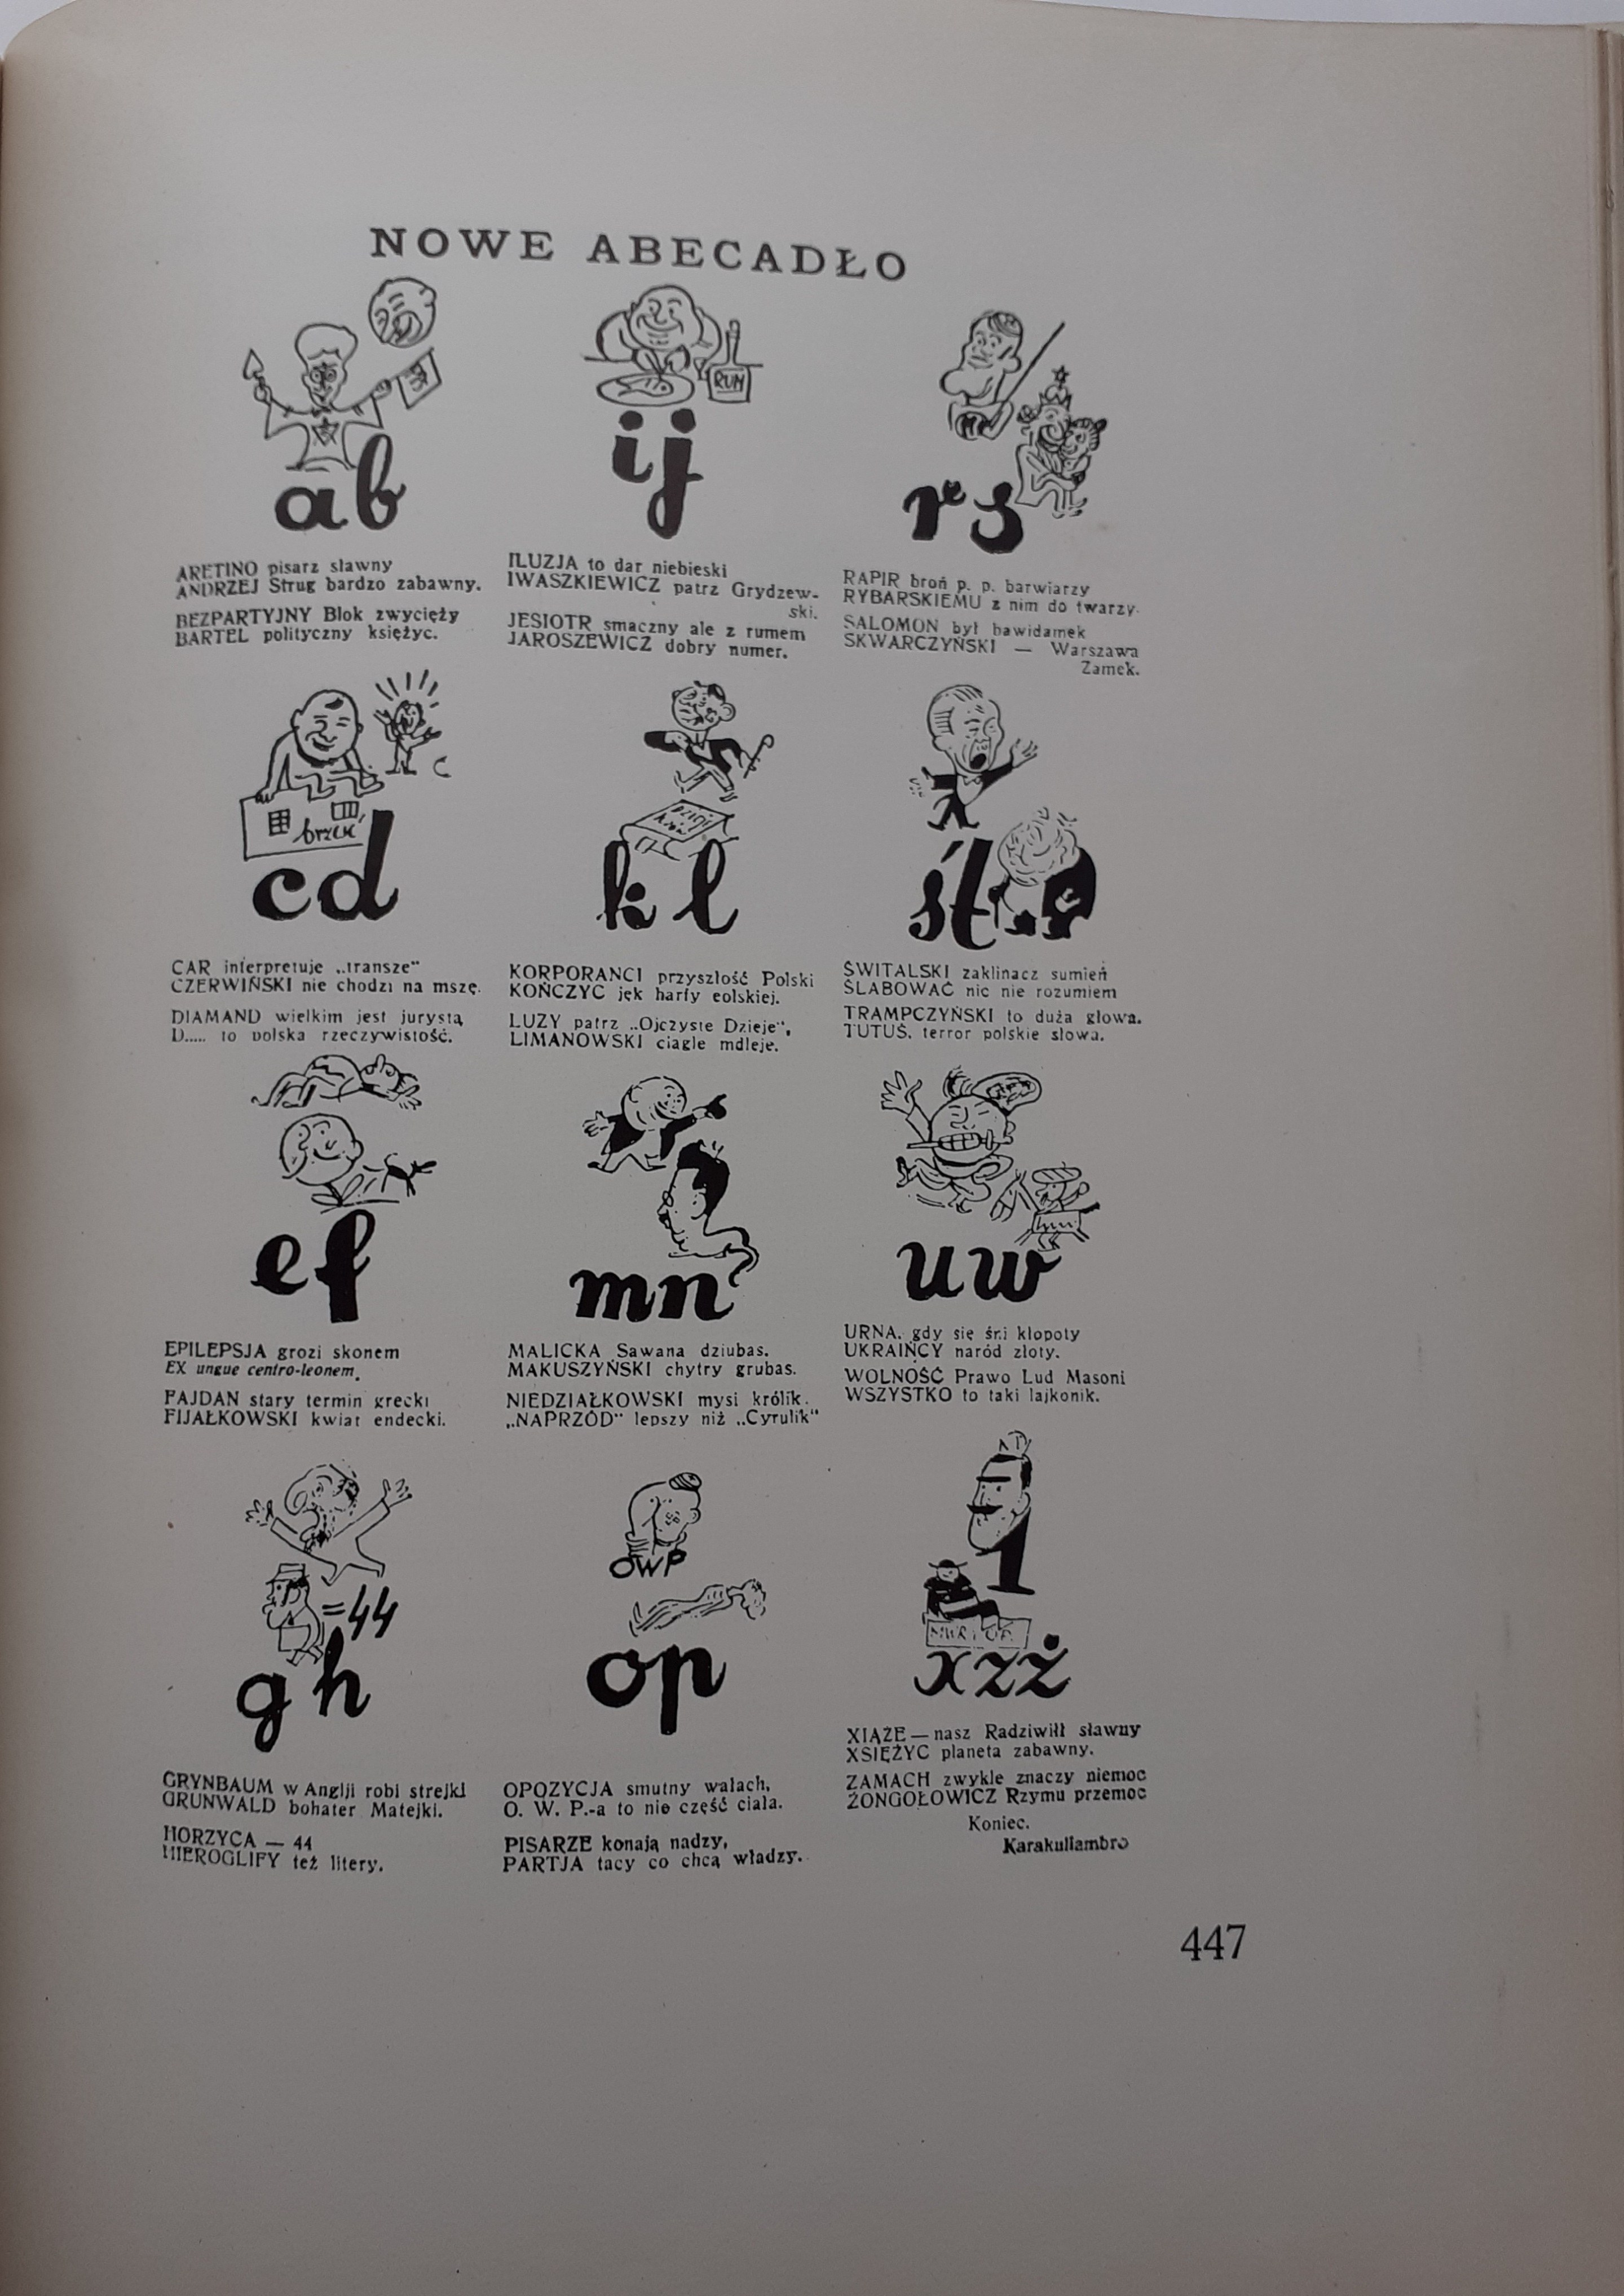 NOWE ABECADŁO
ab
ARETINO pisarz sławny
ANDRZEJ Strug bardzo zabawny.
BEZPARTYJNY Blok zwycięży
BARTEL polityczny księżyc.
brześć
cd
CAR interpretuje „transze"
CZERWIŃSKI nie chodzi na mszę.
DIAMAND wielkim jest jurystą
D..... to polska rzeczywistość.
ef
EPILEPSJA grozi skonem
EX ungue centro-leonem.
FAJDAN stary termin grecki
FIJAŁKOWSKI kwiat endecki.
=44
gh
GRYNBAUM w Anglji robi strejki
GRUNWALD bohater Matejki.
HORZYCA — 44
HIEROGLIFY też litery.
RUM
ij
ILUZJA to dar niebieski
IWASZKIEWICZ patrz Grydzew-
ski.
JESIOTR smaczny ale z rumem
JAROSZEWICZ dobry numer.
kl
KORPORANCI przyszłość Polski
KOŃCZYC jęk harfy eolskiej.
LUZY patrz „Ojczyste Dzieje",
LIMANOWSKI ciągle mdleje.
mn
MALICKA Sawana dziubas.
MAKUSZYŃSKI chytry grubas.
NIEDZIAŁKOWSKI mysi królik.
„NAPRZÓD" lepszy niż „Cyrulik"
OWP
op
OPOZYCJA smutny wałach,
O. W. P.-a to nie część ciała.
PISARZE konają nadzy,
PARTJA tacy co chcą władzy.
rs
RAPIR broń p. p. barwiarzy
RYBARSKIEMU z nim do twarzy.
SALOMON był bawidamek
SKWARCZYŃSKI — Warszawa
Zamek.
śt
ŚWITALSKI zaklinacz sumień
ŚLABOWAĆ nic nie rozumiem
TRAMPCZYŃSKI to duża głowa.
TUTUŚ, terror polskie słowa.
uw
URNA, gdy się śni kłopoty
UKRAIŃCY naród złoty.
WOLNOŚĆ Prawo Lud Masoni
WSZYSTKO to taki lajkonik.
1
xzż
XIĄŻE — nasz Radziwiłł sławny
XSIĘŻYC planeta zabawny.
ZAMACH zwykle znaczy niemoc
ŻONGOŁOWICZ Rzymu przemoc
Koniec.
Karakuliambro
447